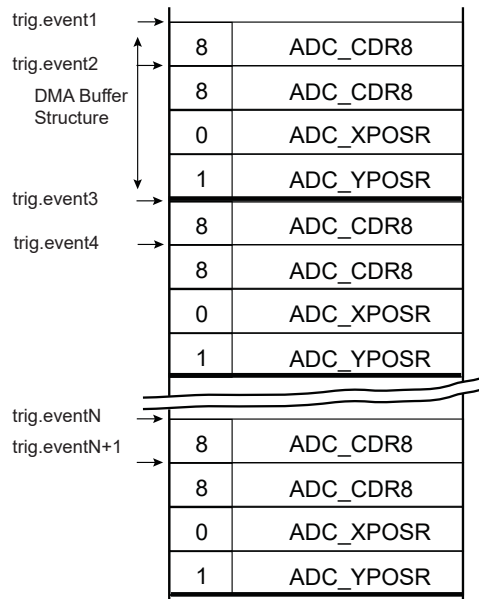 trig.event1
8 ADC_CDR8
trig.event2
DMA Buffer
Structure
8 ADC_CDR8
0 ADC_XPOSR
1 ADC_YPOSR
trig.event3
8 ADC_CDR8
trig.event4
8 ADC_CDR8
0 ADC_XPOSR
1 ADC_YPOSR
trig.eventN
8 ADC_CDR8
trig.eventN+1
8 ADC_CDR8
0 ADC_XPOSR
1 ADC_YPOSR